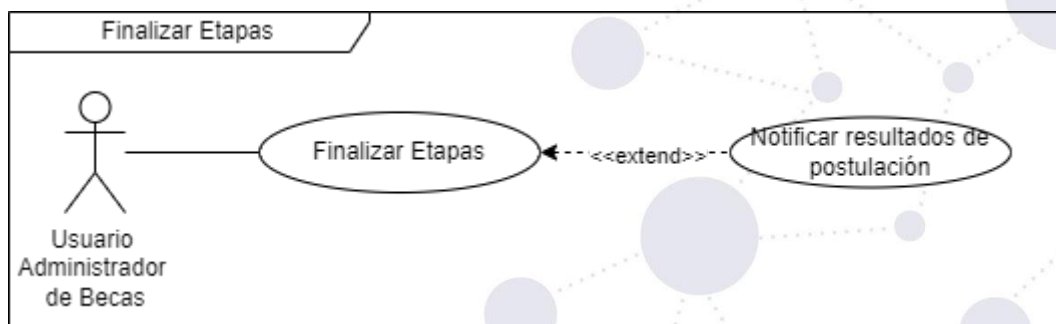 Finalizar Etapas
Finalizar Etapas
<<extend>>
Notificar resultados de
postulación
Usuario
Administrador
de Becas